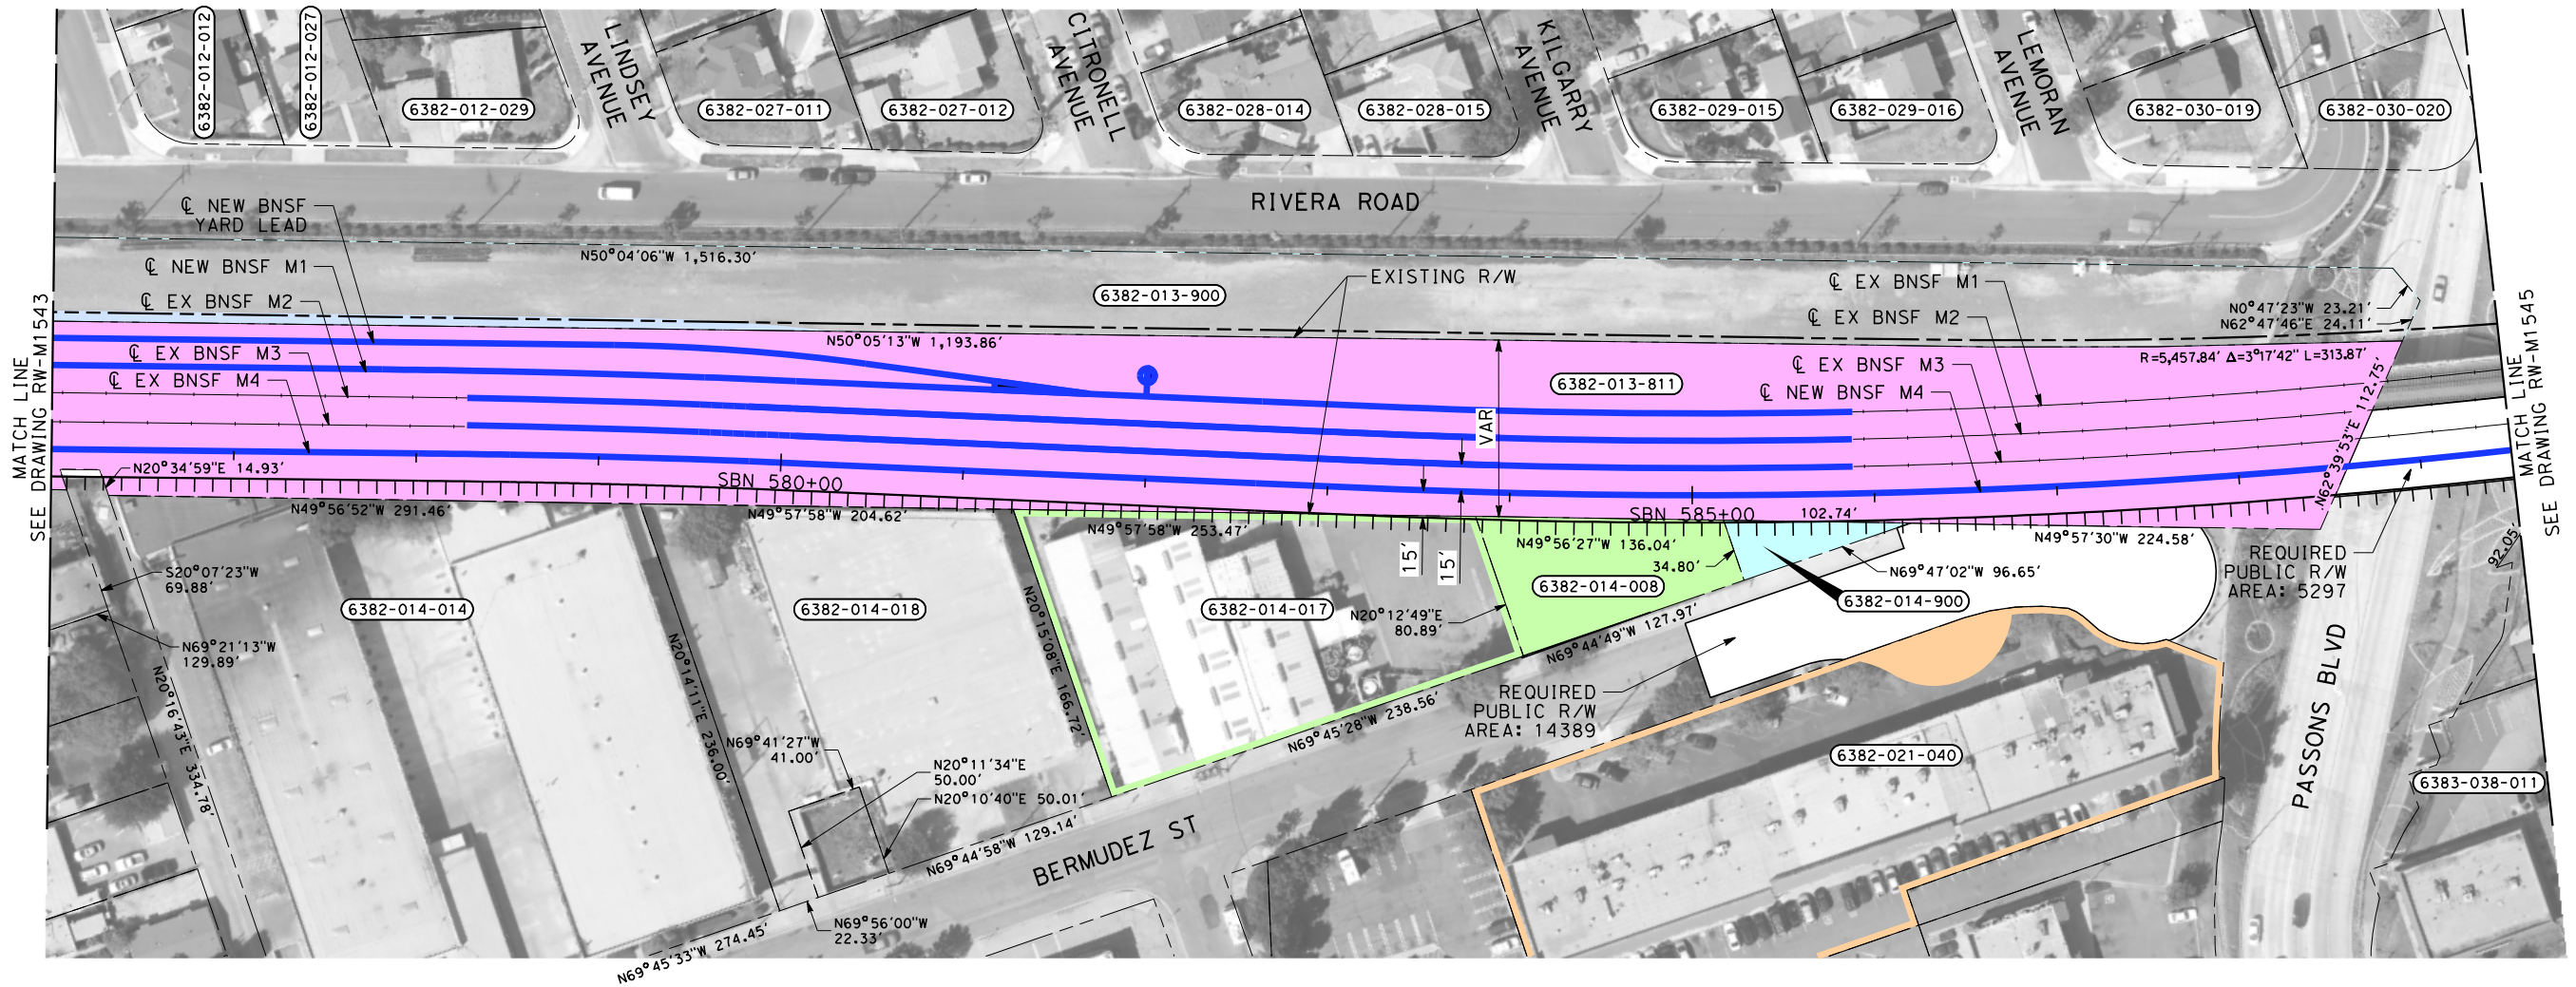 6382-012-012
6382-012-027
6382-012-029
LINDSEY
AVENUE
6382-027-011
6382-027-012
CITRONELL
AVENUE
6382-028-014
6382-028-015
KILGARRY
AVENUE
6382-029-015
6382-029-016
LEMORAN
AVENUE
6382-030-019
6382-030-020
RIVERA ROAD
℄ NEW BNSF
YARD LEAD
N50°04'06"W 1,516.30'
℄ NEW BNSF M1
℄ EX BNSF M2
℄ EX BNSF M3
℄ EX BNSF M4
MATCH LINE
SEE DRAWING RW-M1543
6382-013-900
EXISTING R/W
℄ EX BNSF M1
℄ EX BNSF M2
℄ EX BNSF M3
℄ NEW BNSF M4
N0°47'23"W 23.21'
N62°47'46"E 24.11'
R=5,457.84' Δ=3°17'42" L=313.87'
MATCH LINE
SEE DRAWING RW-M1545
N50°05'13"W 1,193.86'
6382-013-811
VAR
N62°39'53"E 112.75'
N20°34'59"E 14.93'
SBN 580+00
SBN 585+00
102.74'
N49°56'52"W 291.46'
N49°57'58"W 204.62'
N49°57'58"W 253.47'
N49°56'27"W 136.04'
N49°57'30"W 224.58'
15'
15'
34.80'
N69°47'02"W 96.65'
REQUIRED
PUBLIC R/W
AREA: 5297
92.05'
S20°07'23"W
69.88'
6382-014-014
6382-014-018
6382-014-017
6382-014-008
6382-014-900
N20°12'49"E
80.89'
N69°44'49"W 127.97'
N69°21'13"W
129.89'
N20°16'43"E 334.78'
N20°14'11"E 236.00'
N20°15'08"E 166.72'
N69°45'28"W 238.56'
REQUIRED
PUBLIC R/W
AREA: 14389
N69°41'27"W
41.00'
N20°11'34"E
50.00'
N20°10'40"E 50.01'
N69°44'58"W 129.14'
BERMUDEZ ST
6382-021-040
PASSONS BLVD
6383-038-011
N69°56'00"W
22.33'
N69°45'33"W 274.45'